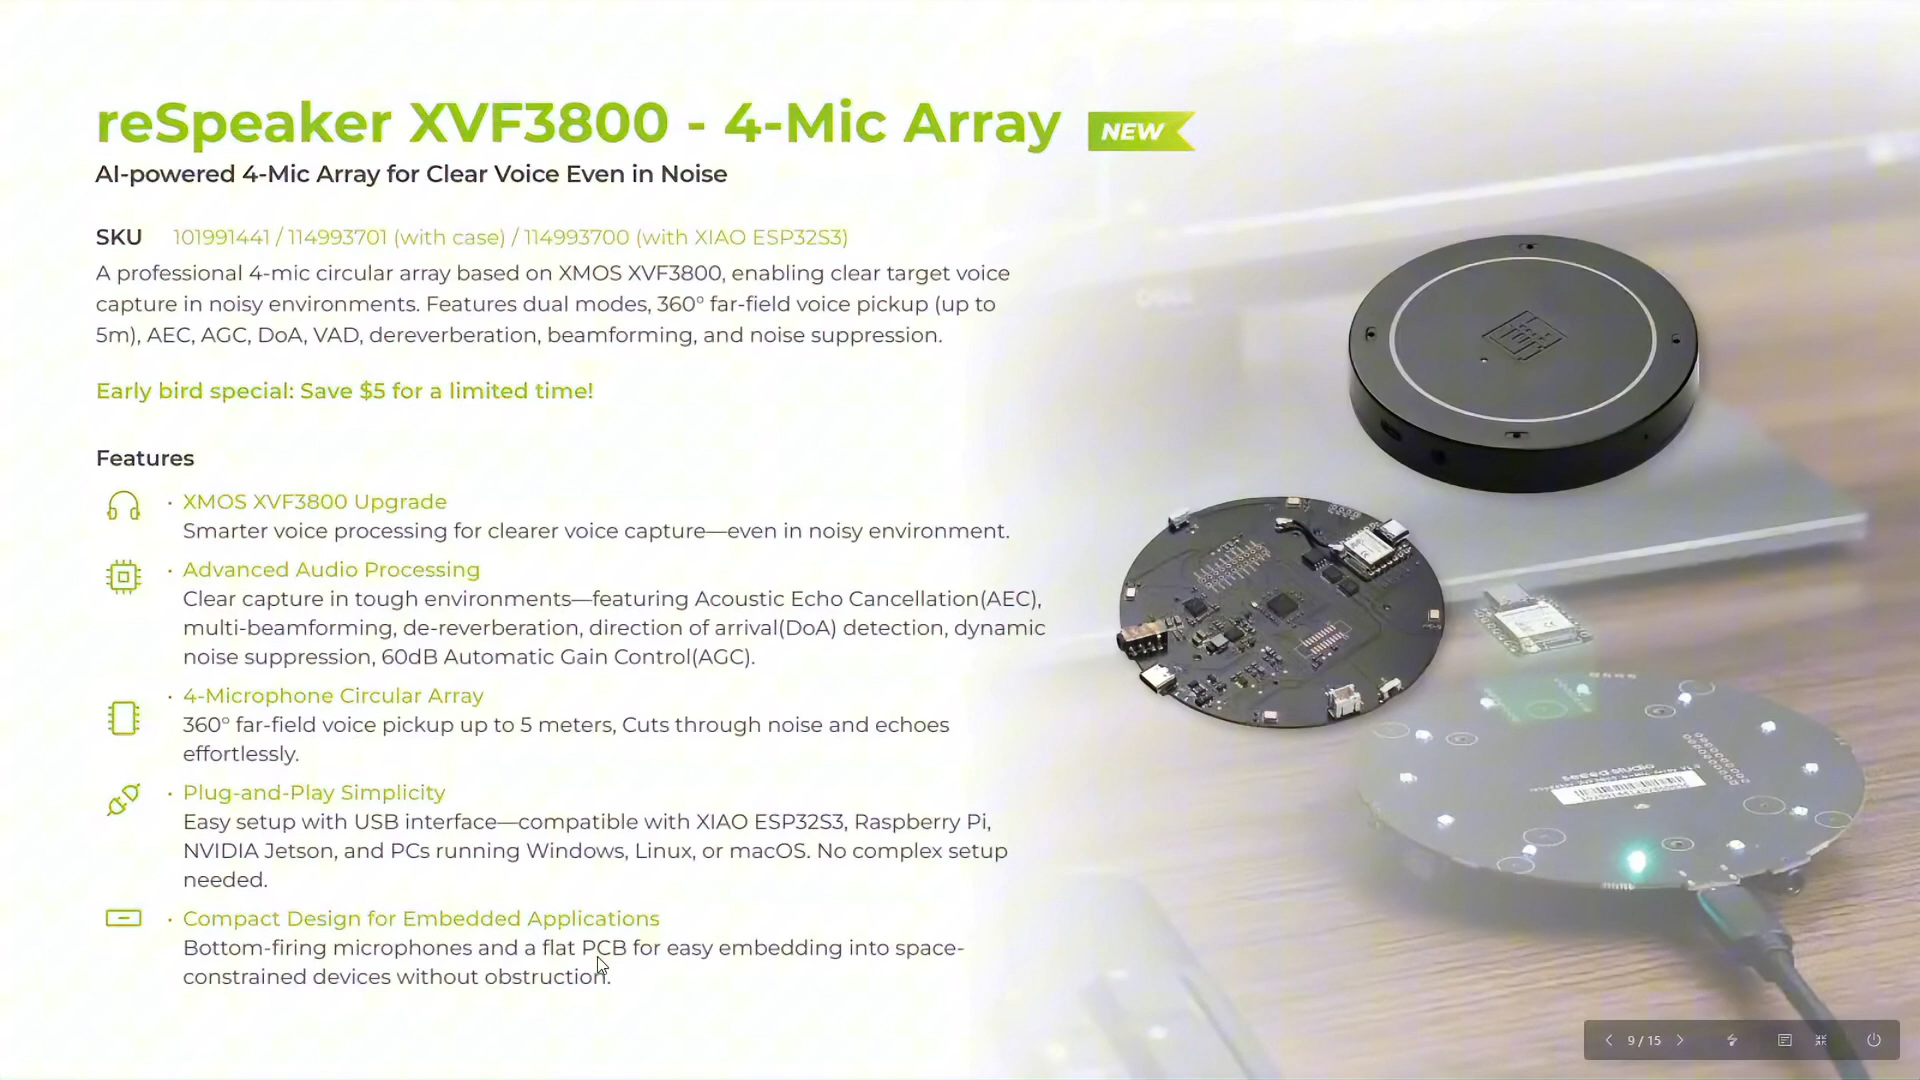 reSpeaker XVF3800 - 4-Mic Array NEW
AI-powered 4-Mic Array for Clear Voice Even in Noise
SKU 101991441 / 114993701 (with case) / 114993700 (with XIAO ESP32S3)
A professional 4-mic circular array based on XMOS XVF3800, enabling clear target voice
capture in noisy environments. Features dual modes, 360° far-field voice pickup (up to
5m), AEC, AGC, DoA, VAD, dereverberation, beamforming, and noise suppression.
Early bird special: Save $5 for a limited time!
Features
· XMOS XVF3800 Upgrade
Smarter voice processing for clearer voice capture—even in noisy environment.
· Advanced Audio Processing
Clear capture in tough environments—featuring Acoustic Echo Cancellation(AEC),
multi-beamforming, de-reverberation, direction of arrival(DoA) detection, dynamic
noise suppression, 60dB Automatic Gain Control(AGC).
· 4-Microphone Circular Array
360° far-field voice pickup up to 5 meters, Cuts through noise and echoes
effortlessly.
· Plug-and-Play Simplicity
Easy setup with USB interface—compatible with XIAO ESP32S3, Raspberry Pi,
NVIDIA Jetson, and PCs running Windows, Linux, or macOS. No complex setup
needed.
· Compact Design for Embedded Applications
Bottom-firing microphones and a flat PCB for easy embedding into space-
constrained devices without obstruction.
seeed studio
9 / 15